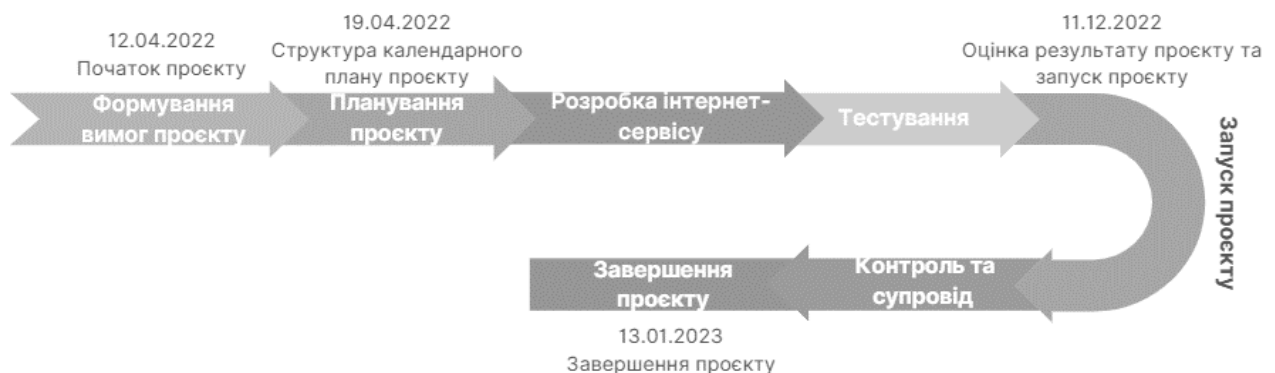 12.04.2022
Початок проєкту
19.04.2022
Структура календарного
плану проєкту
11.12.2022
Оцінка результату проєкту та
запуск проєкту
Формування
вимог проєкту
Планування
проєкту
Розробка інтернет-
сервісу
Тестування
Запуск проєкту
Контроль та
супровід
Завершення
проєкту
13.01.2023
Завершення проєкту